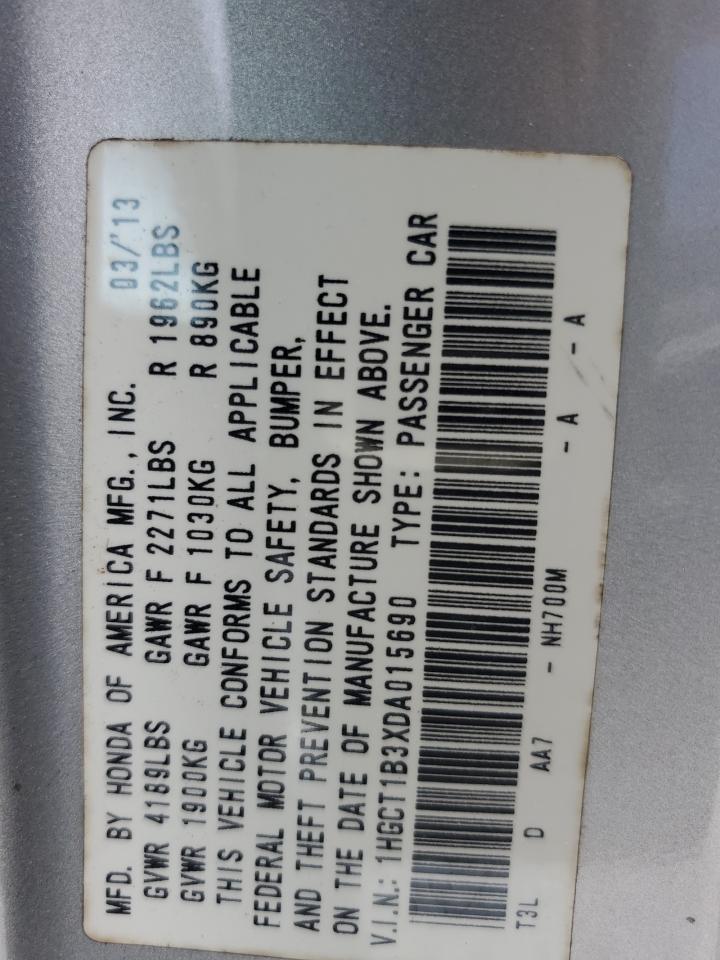 MFD. BY HONDA OF AMERICA MFG., INC. 03/'13
GVWR 4189LBS GAWR F 2271LBS R 1962LBS
GVWR 1900KG GAWR F 1030KG R 890KG
THIS VEHICLE CONFORMS TO ALL APPLICABLE
FEDERAL MOTOR VEHICLE SAFETY, BUMPER,
AND THEFT PREVENTION STANDARDS IN EFFECT
ON THE DATE OF MANUFACTURE SHOWN ABOVE.
V.I.N.: 1HGCT1B3XDA015690 TYPE: PASSENGER CAR
T3L D AA7 - NH700M - A - A